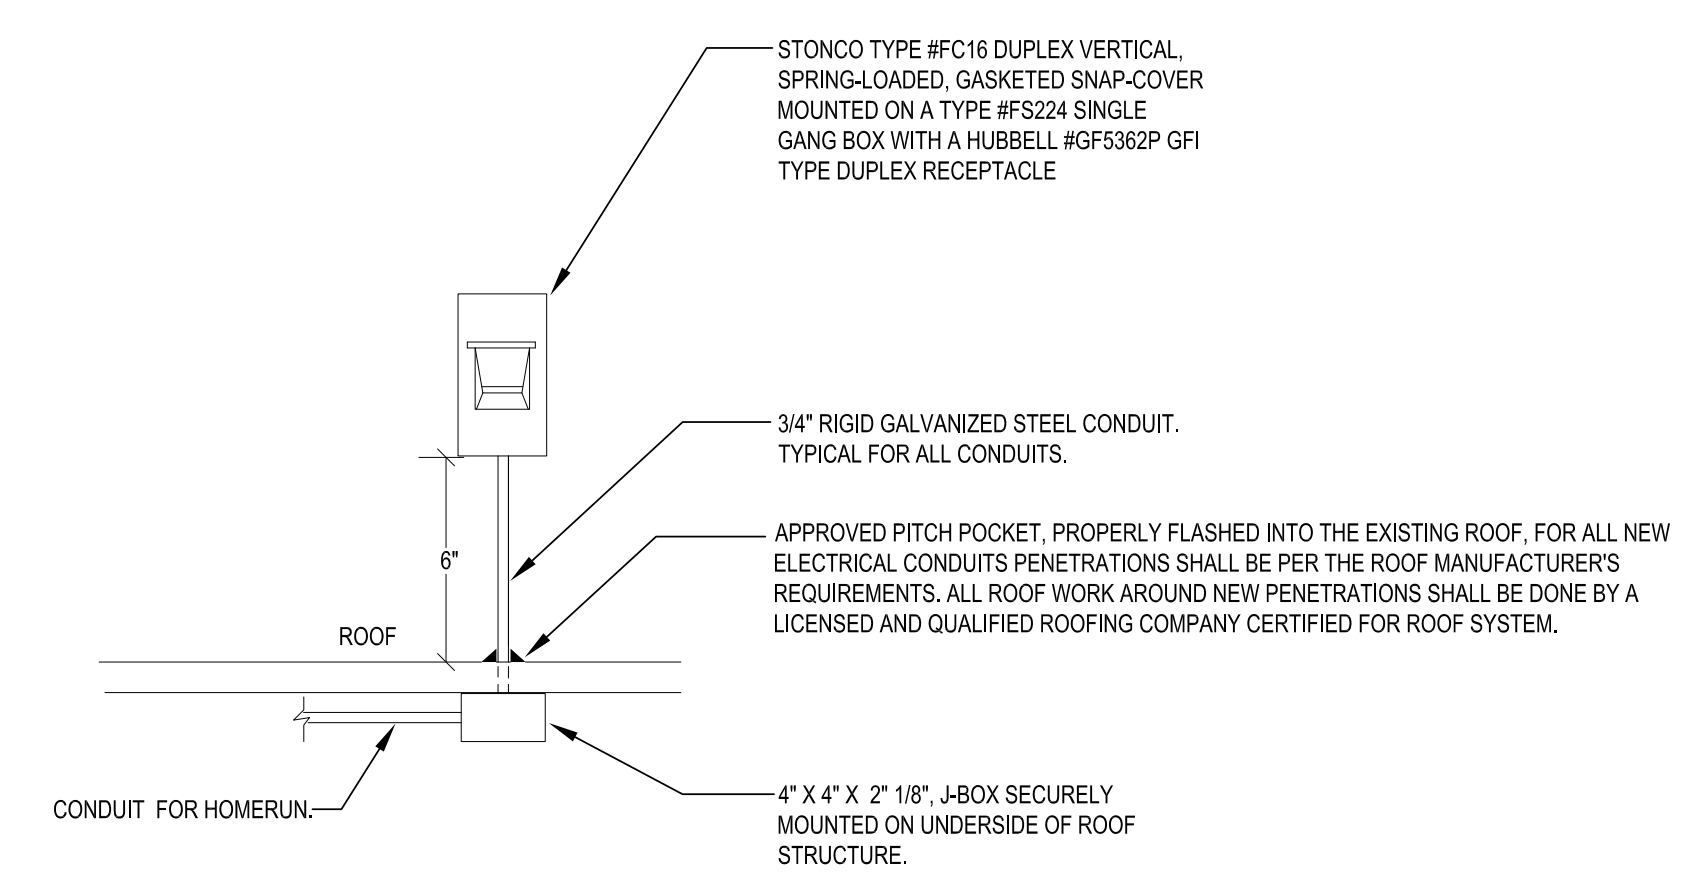 STONCO TYPE #FC16 DUPLEX VERTICAL,
SPRING-LOADED, GASKETED SNAP-COVER
MOUNTED ON A TYPE #FS224 SINGLE
GANG BOX WITH A HUBBELL #GF5362P GFI
TYPE DUPLEX RECEPTACLE
3/4" RIGID GALVANIZED STEEL CONDUIT.
TYPICAL FOR ALL CONDUITS.
APPROVED PITCH POCKET, PROPERLY FLASHED INTO THE EXISTING ROOF, FOR ALL NEW
ELECTRICAL CONDUITS PENETRATIONS SHALL BE PER THE ROOF MANUFACTURER'S
REQUIREMENTS. ALL ROOF WORK AROUND NEW PENETRATIONS SHALL BE DONE BY A
LICENSED AND QUALIFIED ROOFING COMPANY CERTIFIED FOR ROOF SYSTEM.
6"
ROOF
CONDUIT FOR HOMERUN.
4" X 4" X 2" 1/8", J-BOX SECURELY
MOUNTED ON UNDERSIDE OF ROOF
STRUCTURE.